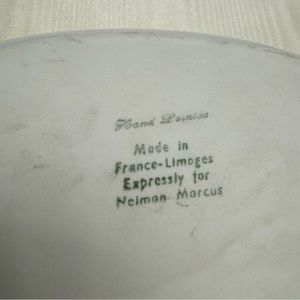 Hand Painted
Made in
France-Limoges
Expressly for
Neiman Marcus